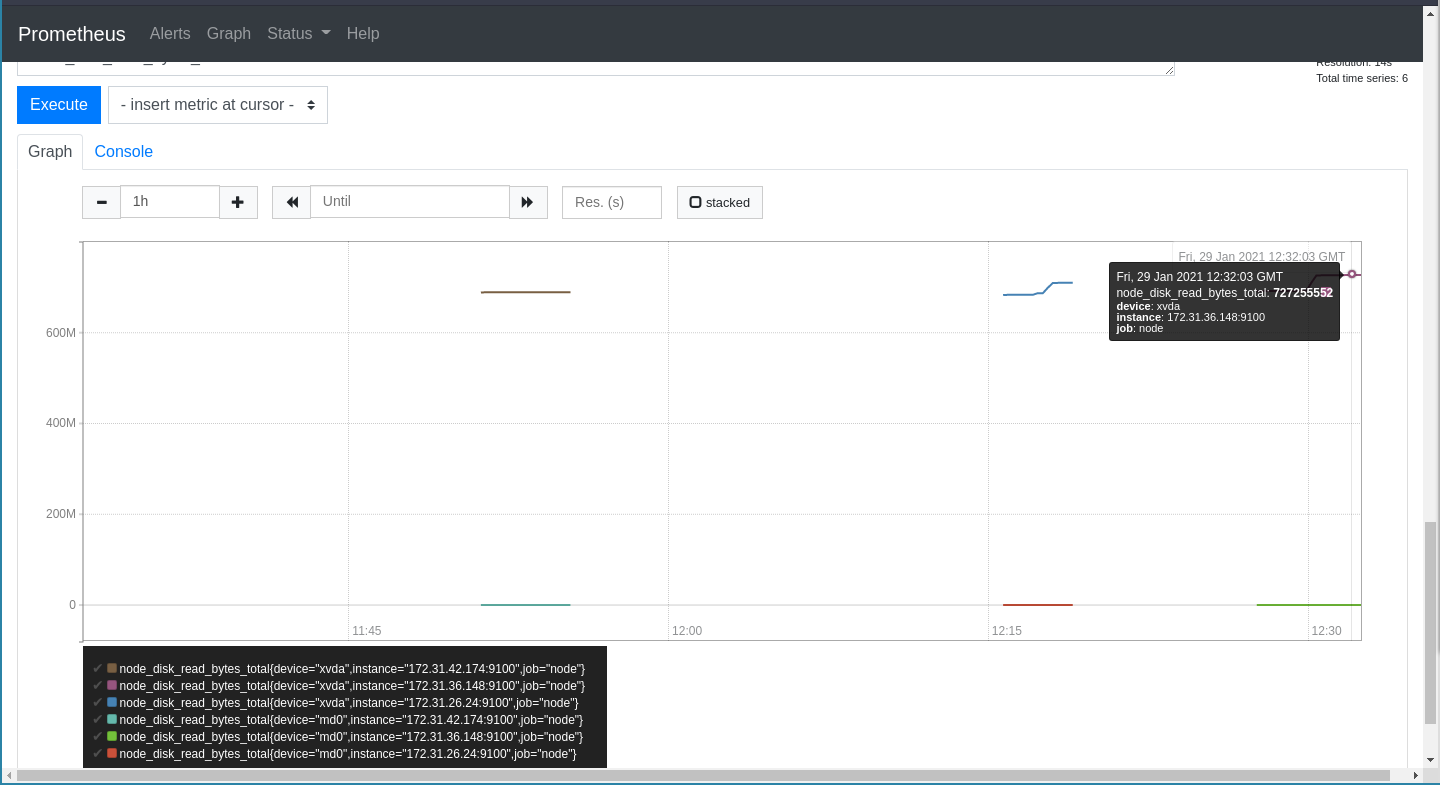 Prometheus Alerts Graph Status Help
Resolution: 14s
Total time series: 6
Execute - insert metric at cursor -
Graph Console
1h Until Res. (s) stacked
Fri, 29 Jan 2021 12:32:03 GMT
Fri, 29 Jan 2021 12:32:03 GMT
node_disk_read_bytes_total: 727255552
device: xvda
instance: 172.31.36.148:9100
job: node
600M
400M
200M
0
11:45 12:00 12:15 12:30
✔ node_disk_read_bytes_total{device="xvda",instance="172.31.42.174:9100",job="node"}
✔ node_disk_read_bytes_total{device="xvda",instance="172.31.36.148:9100",job="node"}
✔ node_disk_read_bytes_total{device="xvda",instance="172.31.26.24:9100",job="node"}
✔ node_disk_read_bytes_total{device="md0",instance="172.31.42.174:9100",job="node"}
✔ node_disk_read_bytes_total{device="md0",instance="172.31.36.148:9100",job="node"}
✔ node_disk_read_bytes_total{device="md0",instance="172.31.26.24:9100",job="node"}